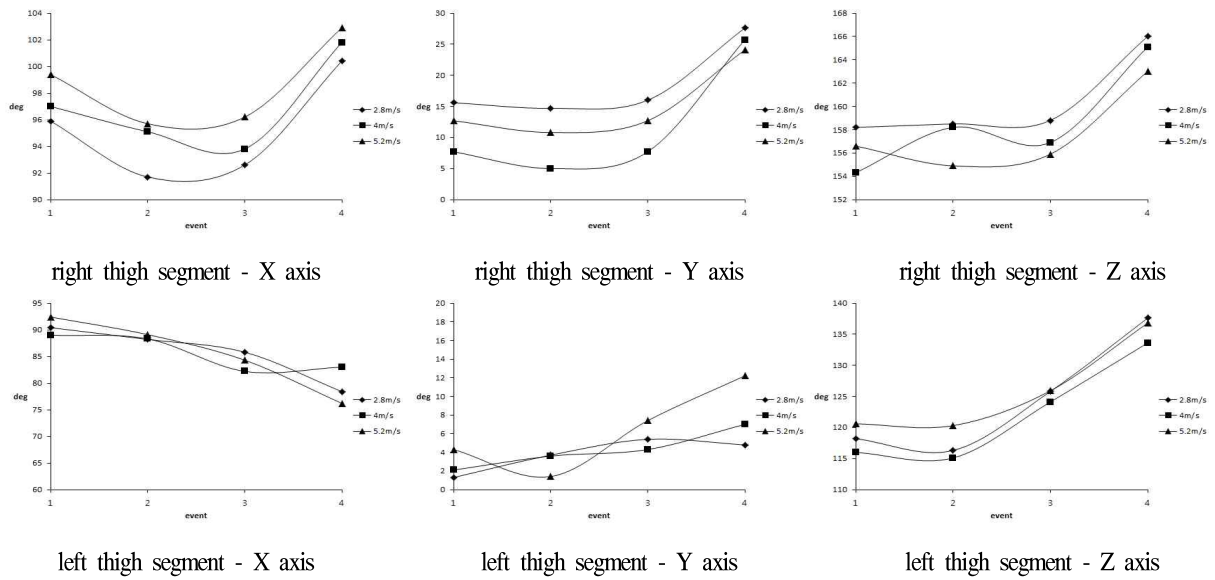 104
102
100
98
96
94
92
90
deg
1
2
3
4
event
2.8m/s
4m/s
5.2m/s
right thigh segment - X axis
30
25
20
15
10
5
0
deg
1
2
3
4
event
2.8m/s
4m/s
5.2m/s
right thigh segment - Y axis
168
166
164
162
160
158
156
154
152
deg
1
2
3
4
event
2.8m/s
4m/s
5.2m/s
right thigh segment - Z axis
95
90
85
80
75
70
65
60
deg
1
2
3
4
event
2.8m/s
4m/s
5.2m/s
left thigh segment - X axis
20
18
16
14
12
10
8
6
4
2
0
deg
1
2
3
4
event
2.8m/s
4m/s
5.2m/s
left thigh segment - Y axis
140
135
130
125
120
115
110
deg
1
2
3
4
event
2.8m/s
4m/s
5.2m/s
left thigh segment - Z axis